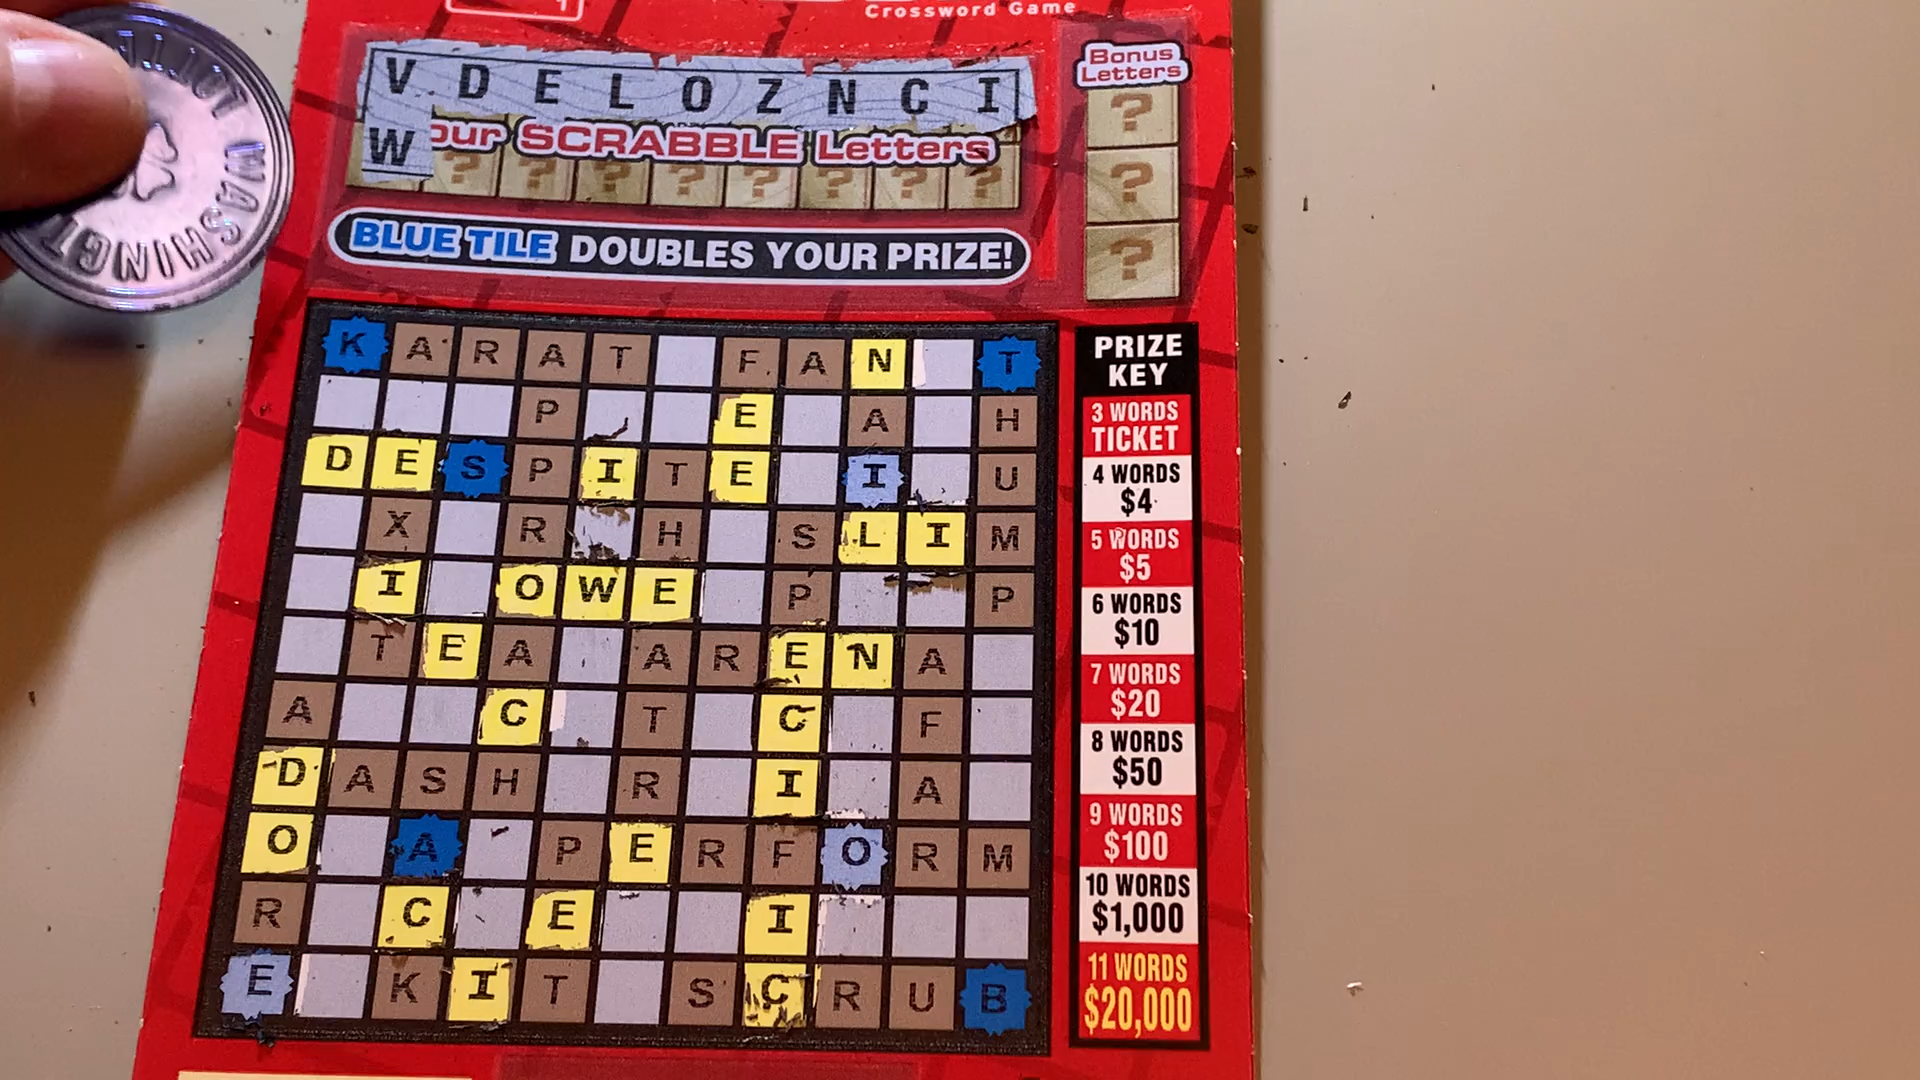 1
Crossword Game
V D E L O Z N C I
W
our SCRABBLE Letters
? ? ? ? ? ? ? ?
Bonus
Letters
?
?
?
BLUE TILE DOUBLES YOUR PRIZE!
K A R A T F A N T
P E A H
D E S P I T E I U
X R H S L I M
I O W E P P
T E A A R E N A
A C T C F
D A S H R I A
O A P E R F O R M
R C E I
E K I T S C R U B
PRIZE
KEY
3 WORDS
TICKET
4 WORDS
$4
5 WORDS
$5
6 WORDS
$10
7 WORDS
$20
8 WORDS
$50
9 WORDS
$100
10 WORDS
$1,000
11 WORDS
$20,000